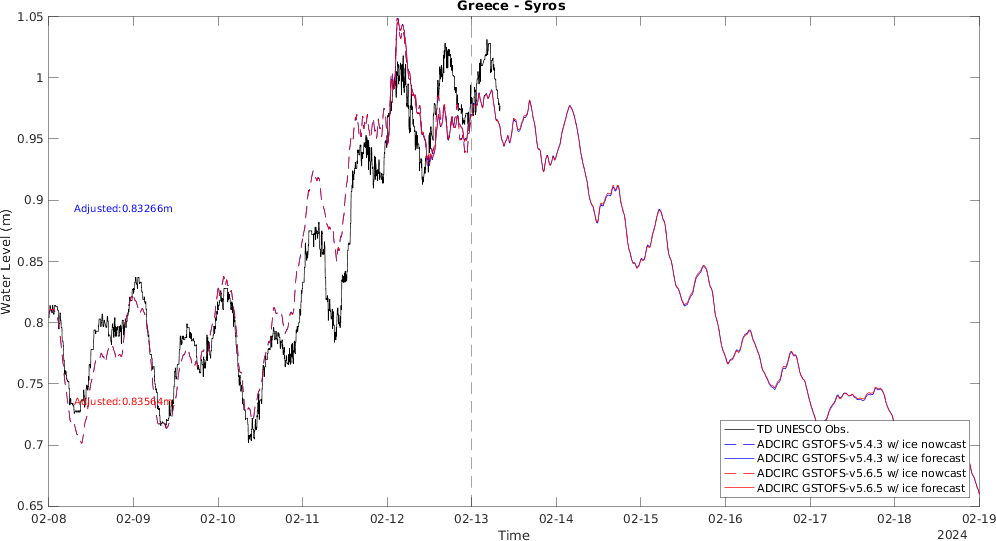 Greece - Syros
1.05
1
0.95
0.9
0.85
0.8
0.75
0.7
0.65
Water Level (m)
Adjusted:0.83266m
Adjusted:0.83564m
TD UNESCO Obs.
ADCIRC GSTOFS-v5.4.3 w/ ice nowcast
ADCIRC GSTOFS-v5.4.3 w/ ice forecast
ADCIRC GSTOFS-v5.6.5 w/ ice nowcast
ADCIRC GSTOFS-v5.6.5 w/ ice forecast
02-08 02-09 02-10 02-11 02-12 02-13 02-14 02-15 02-16 02-17 02-18 02-19
Time
2024